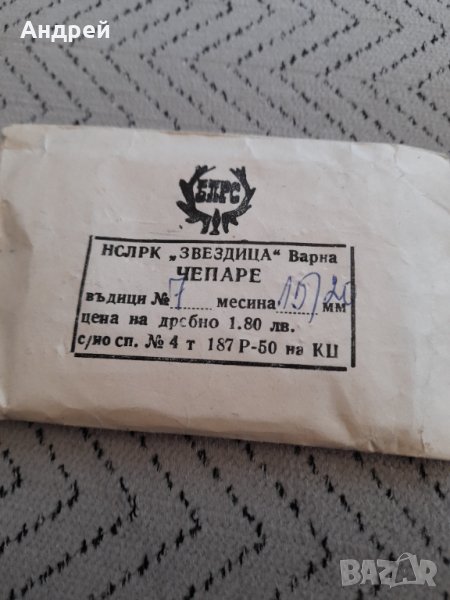 Андрей
БЛРС
НСЛРК „ЗВЕЗДИЦА" Варна
ЧЕПАРЕ
въдици № 7 месина 15/20 мм
цена на дребно 1.80 лв.
с/но сп. № 4 т 187 Р-50 на КЦ
BAZAR